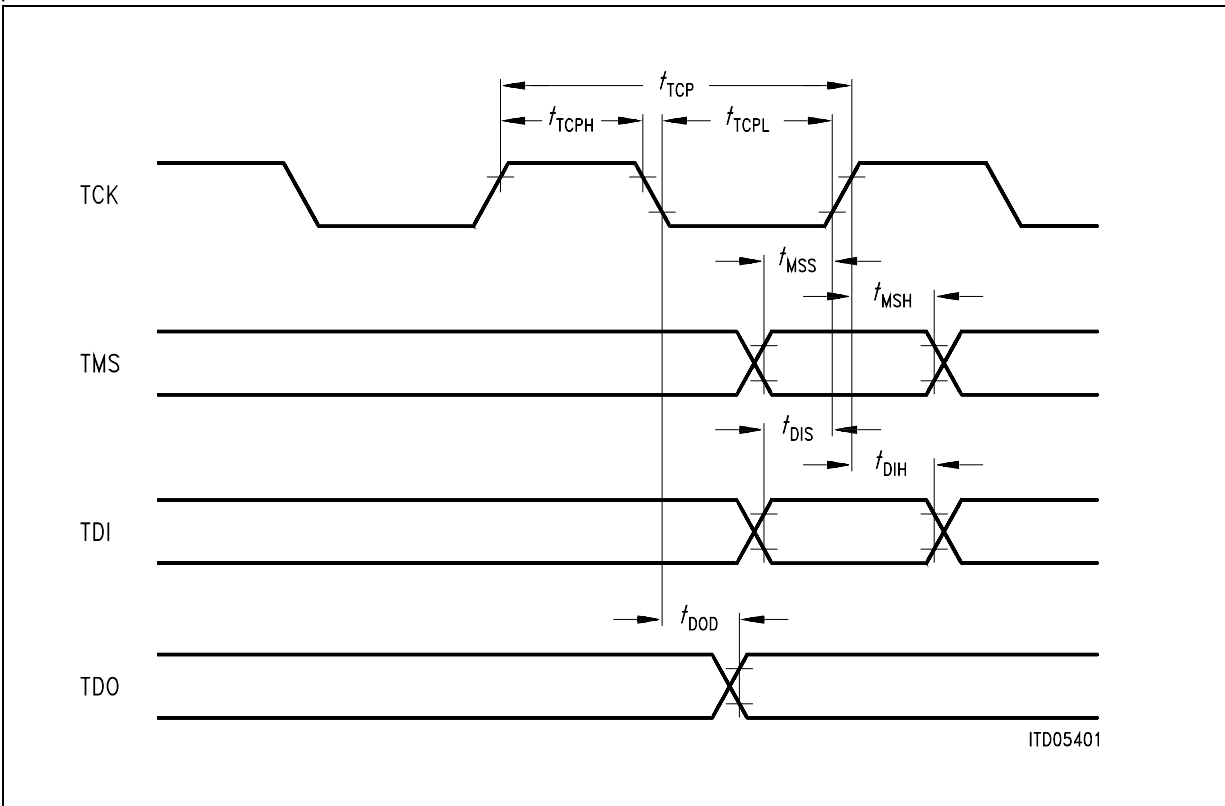 tTCP
tTCPH tTCPL
TCK
tMSS
tMSH
TMS
tDIS
tDIH
TDI
tDOD
TDO
ITD05401